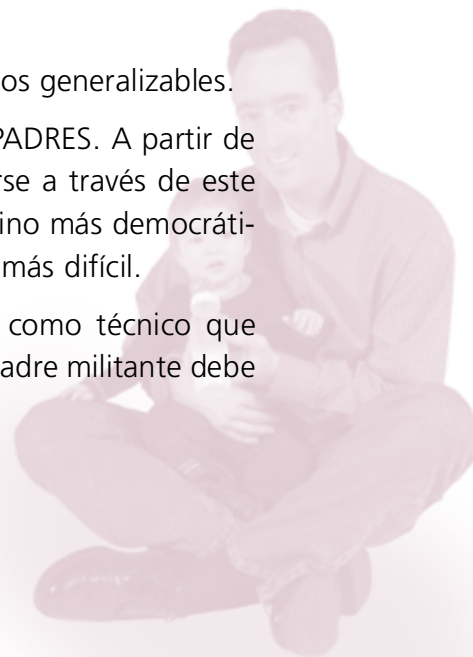 os generalizables.
PADRES. A partir de
rse a través de este
ino más democráti-
más difícil.
como técnico que
adre militante debe